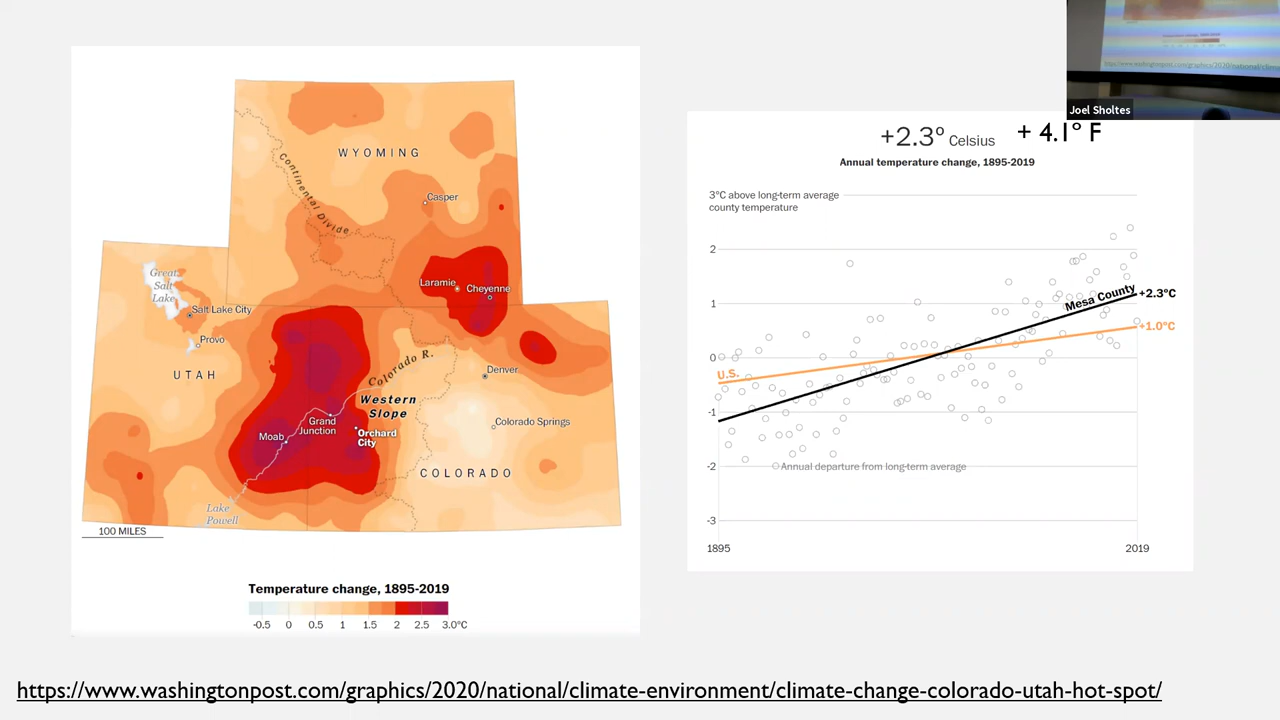 WYOMING
Continental Divide
Casper
Great
Salt
Lake
Laramie
Cheyenne
Salt Lake City
Provo
UTAH
Colorado R.
Denver
Western
Slope
Grand
Junction
Moab
Orchard
City
Colorado Springs
COLORADO
Lake
Powell
100 MILES
Temperature change, 1895-2019
-0.5 0 0.5 1 1.5 2 2.5 3.0°C
Joel Sholtes
+2.3° Celsius + 4.1° F
Annual temperature change, 1895-2019
3°C above long-term average
county temperature
2
1
Mesa County +2.3°C
+1.0°C
0
U.S.
-1
-2
Annual departure from long-term average
-3
1895 2019
https://www.washingtonpost.com/graphics/2020/national/climate-environment/climate-change-colorado-utah-hot-spot/